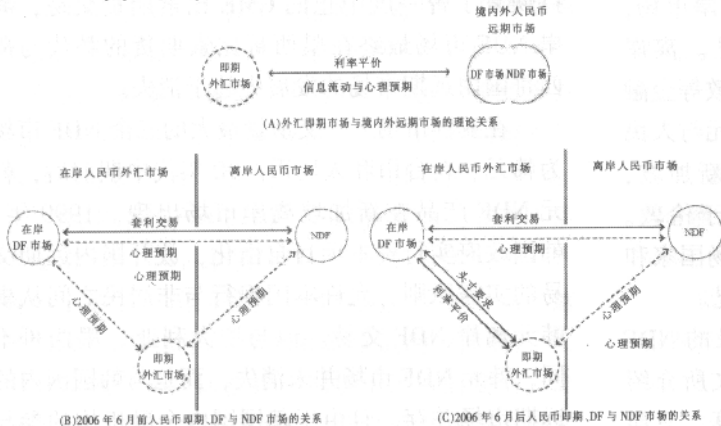 境内外人民币
远期市场
即期
外汇市场
利率平价
信息流动与心理预期
DF市场 NDF市场
(A)外汇即期市场与境内外远期市场的理论关系
在岸人民币外汇市场
离岸人民币市场
在岸
DF市场
套利交易
心理预期
心理预期
NDF
心理预期
心理预期
即期
外汇市场
(B)2006年6月前人民币即期、DF与NDF市场的关系
在岸人民币外汇市场
离岸人民币市场
在岸
DF市场
套利交易
心理预期
NDF
头寸要求
利率平价
心理预期
心理预期
即期
外汇市场
(C)2006年6月后人民币即期、DF与NDF市场的关系